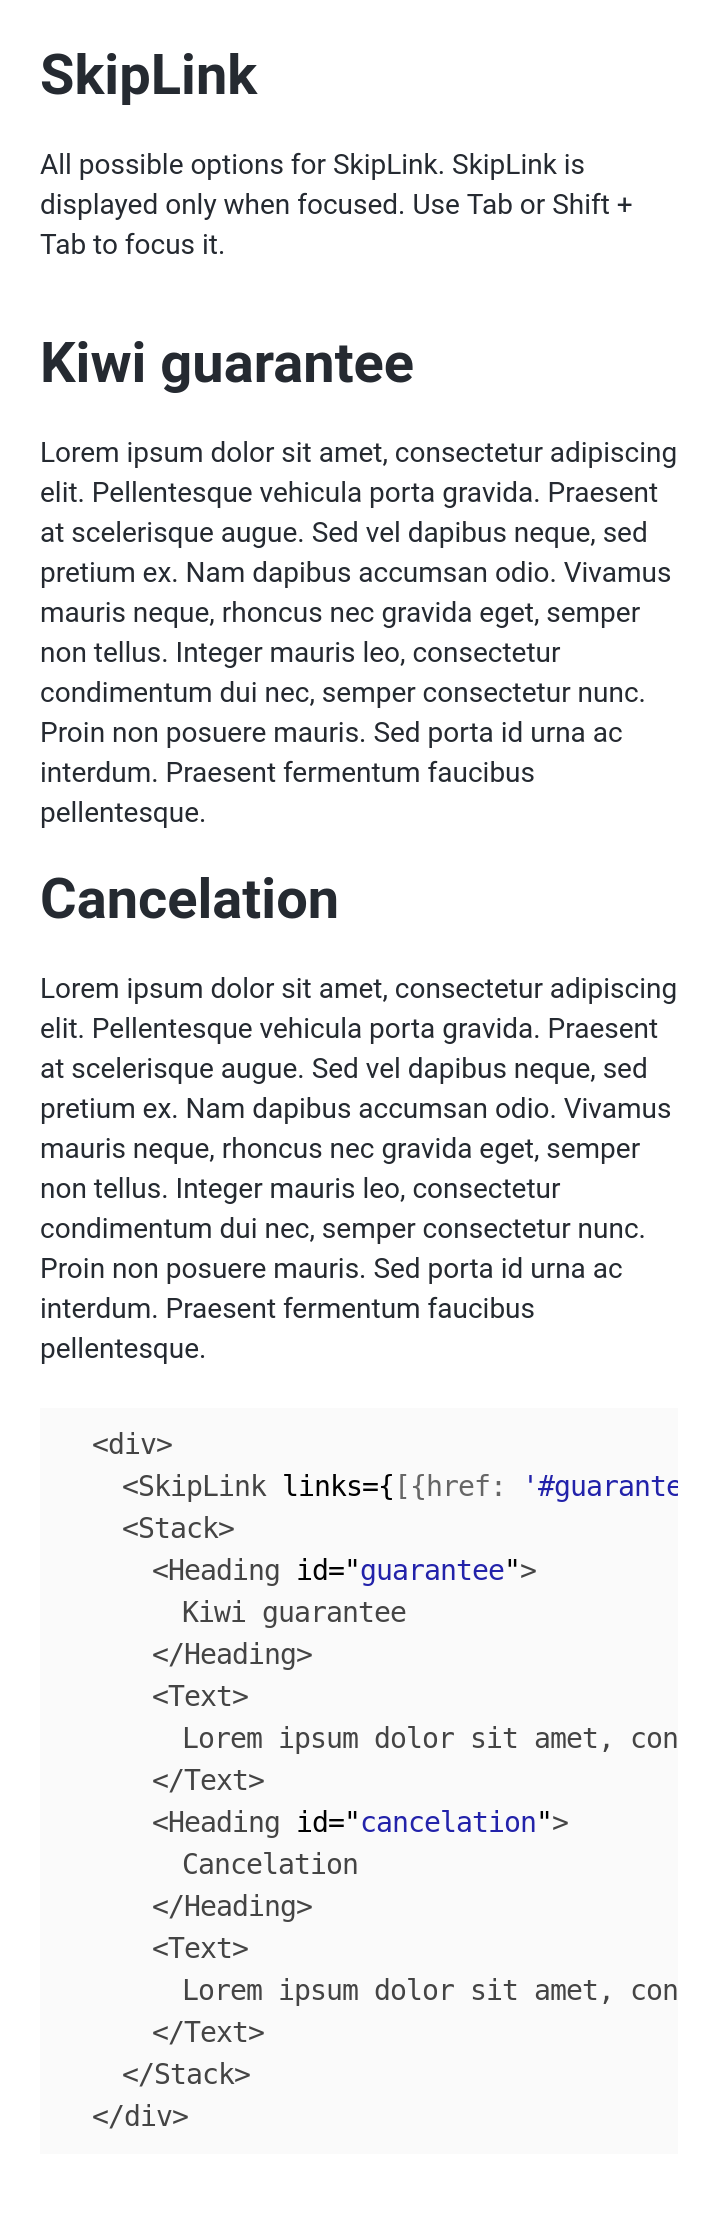 SkipLink
All possible options for SkipLink. SkipLink is
displayed only when focused. Use Tab or Shift +
Tab to focus it.
Kiwi guarantee
Lorem ipsum dolor sit amet, consectetur adipiscing
elit. Pellentesque vehicula porta gravida. Praesent
at scelerisque augue. Sed vel dapibus neque, sed
pretium ex. Nam dapibus accumsan odio. Vivamus
mauris neque, rhoncus nec gravida eget, semper
non tellus. Integer mauris leo, consectetur
condimentum dui nec, semper consectetur nunc.
Proin non posuere mauris. Sed porta id urna ac
interdum. Praesent fermentum faucibus
pellentesque.
Cancelation
Lorem ipsum dolor sit amet, consectetur adipiscing
elit. Pellentesque vehicula porta gravida. Praesent
at scelerisque augue. Sed vel dapibus neque, sed
pretium ex. Nam dapibus accumsan odio. Vivamus
mauris neque, rhoncus nec gravida eget, semper
non tellus. Integer mauris leo, consectetur
condimentum dui nec, semper consectetur nunc.
Proin non posuere mauris. Sed porta id urna ac
interdum. Praesent fermentum faucibus
pellentesque.
<div>
<SkipLink links={[{href: '#guarante
<Stack>
<Heading id="guarantee">
Kiwi guarantee
</Heading>
<Text>
Lorem ipsum dolor sit amet, con
</Text>
<Heading id="cancelation">
Cancelation
</Heading>
<Text>
Lorem ipsum dolor sit amet, con
</Text>
</Stack>
</div>